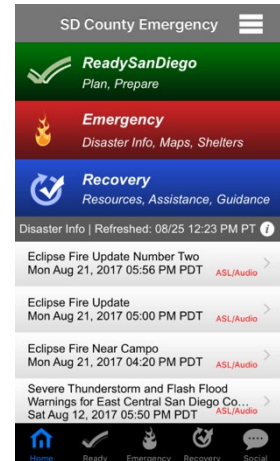 SD County Emergency
ReadySanDiego
Plan, Prepare
Emergency
Disaster Info, Maps, Shelters
Recovery
Resources, Assistance, Guidance
Disaster Info | Refreshed: 08/25 12:23 PM PT i
Eclipse Fire Update Number Two
Mon Aug 21, 2017 05:56 PM PDT ASL/Audio
Eclipse Fire Update
Mon Aug 21, 2017 05:00 PM PDT ASL/Audio
Eclipse Fire Near Campo
Mon Aug 21, 2017 04:20 PM PDT ASL/Audio
Severe Thunderstorm and Flash Flood
Warnings for East Central San Diego Co...
Sat Aug 12, 2017 05:50 PM PDT ASL/Audio
Home Ready Emergency Recovery Social